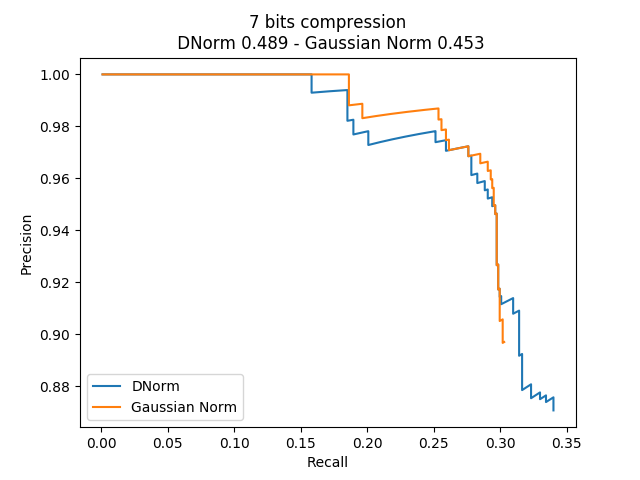 7 bits compression
DNorm 0.489 - Gaussian Norm 0.453
1.00
0.98
0.96
0.94
0.92
0.90
0.88
Precision
DNorm
Gaussian Norm
0.00 0.05 0.10 0.15 0.20 0.25 0.30 0.35
Recall